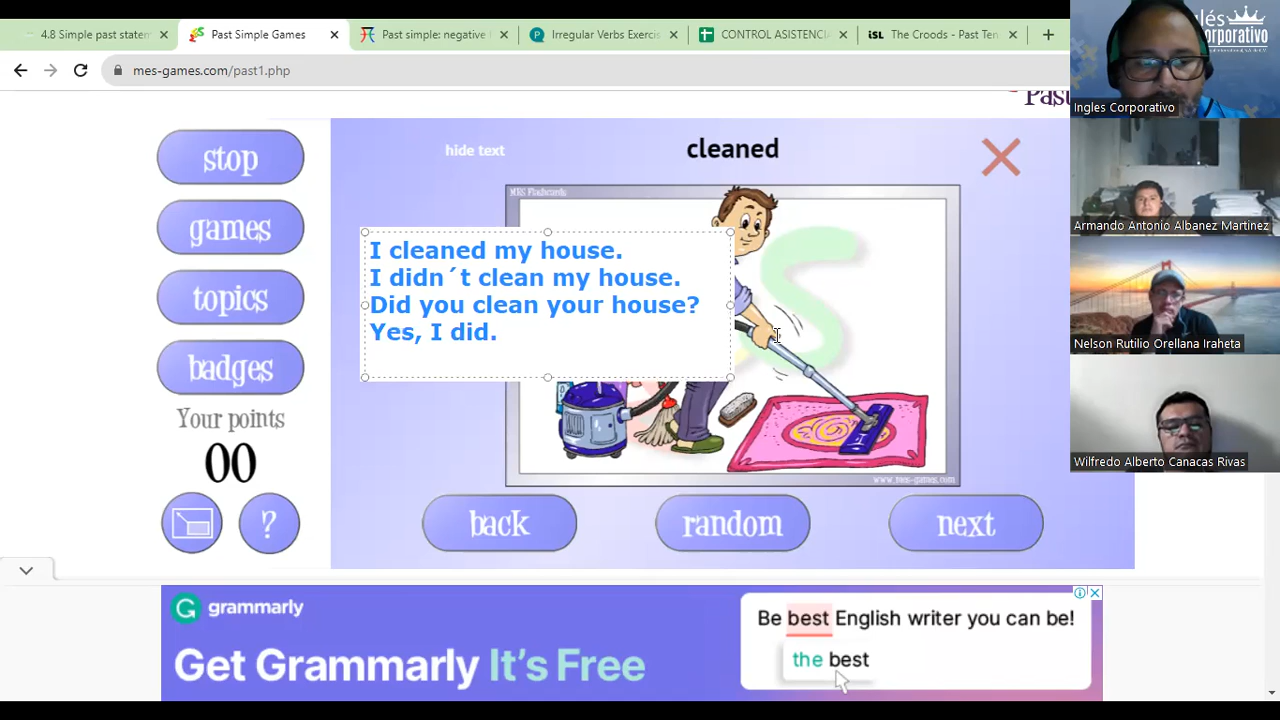 4.8 Simple past statem
Past Simple Games
Past simple: negative
Irregular Verbs Exercis
CONTROL ASISTENCIA
The Croods - Past Ten
mes-games.com/past1.php
Inglés
Corporativo
Ingles Corporativo
Armando Antonio Albanez Martinez
Nelson Rutilio Orellana Iraheta
Wilfredo Alberto Canacas Rivas
Past
stop
games
topics
badges
Your points
00
?
hide text
cleaned
MES Flashcards
I cleaned my house.
I didn´t clean my house.
Did you clean your house?
Yes, I did.
www.mes-games.com
back
random
next
grammarly
Get Grammarly It's Free
Be best English writer you can be!
the best